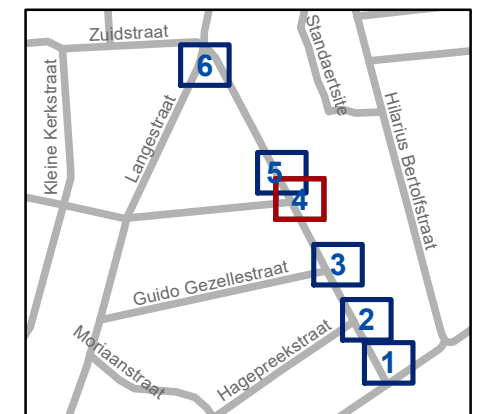 Zuidstraat
Standaertsite
6
Kleine Kerkstraat
Langestraat
Hilarius Bertolfstraat
5
4
3
Guido Gezellestraat
2
Hagepreekstraat
1
Moriaanstraat